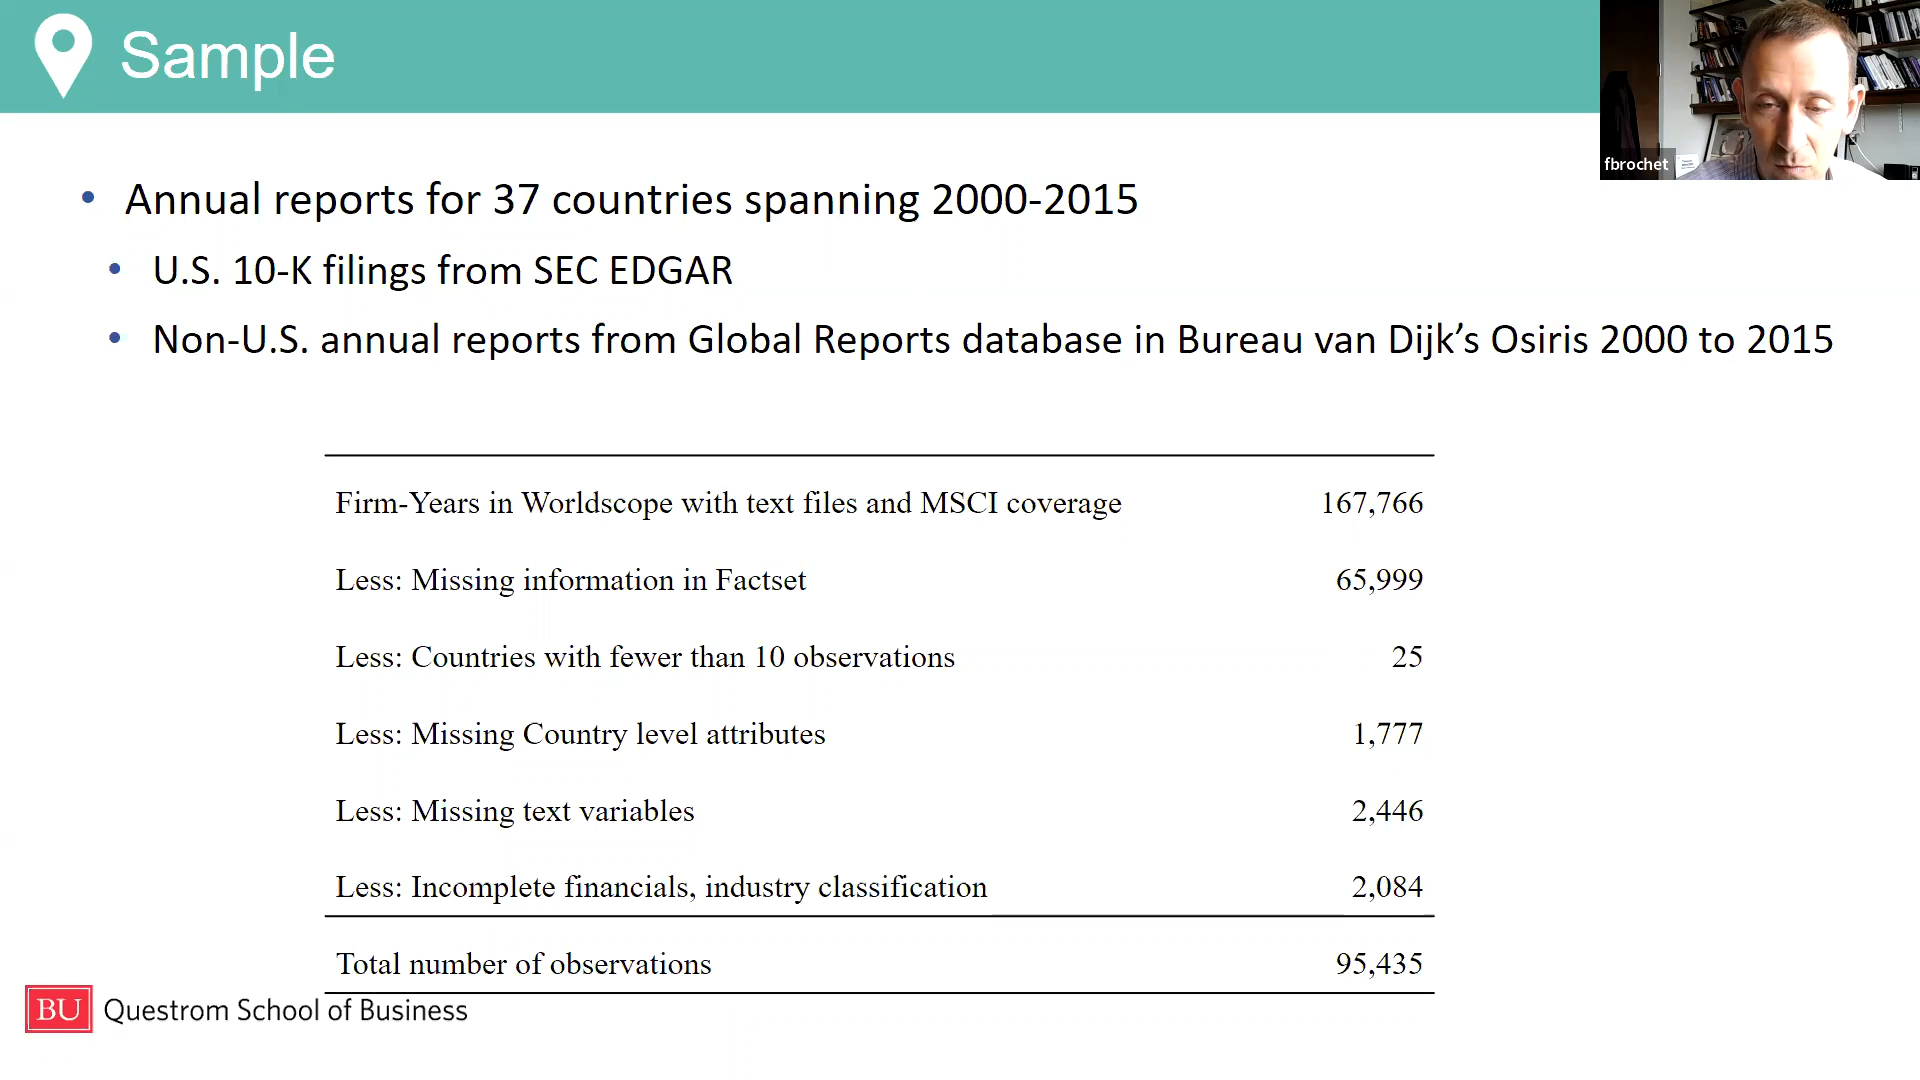 Sample
fbrochet
• Annual reports for 37 countries spanning 2000-2015
• U.S. 10-K filings from SEC EDGAR
• Non-U.S. annual reports from Global Reports database in Bureau van Dijk’s Osiris 2000 to 2015
Firm-Years in Worldscope with text files and MSCI coverage 167,766
Less: Missing information in Factset 65,999
Less: Countries with fewer than 10 observations 25
Less: Missing Country level attributes 1,777
Less: Missing text variables 2,446
Less: Incomplete financials, industry classification 2,084
Total number of observations 95,435
BU Questrom School of Business